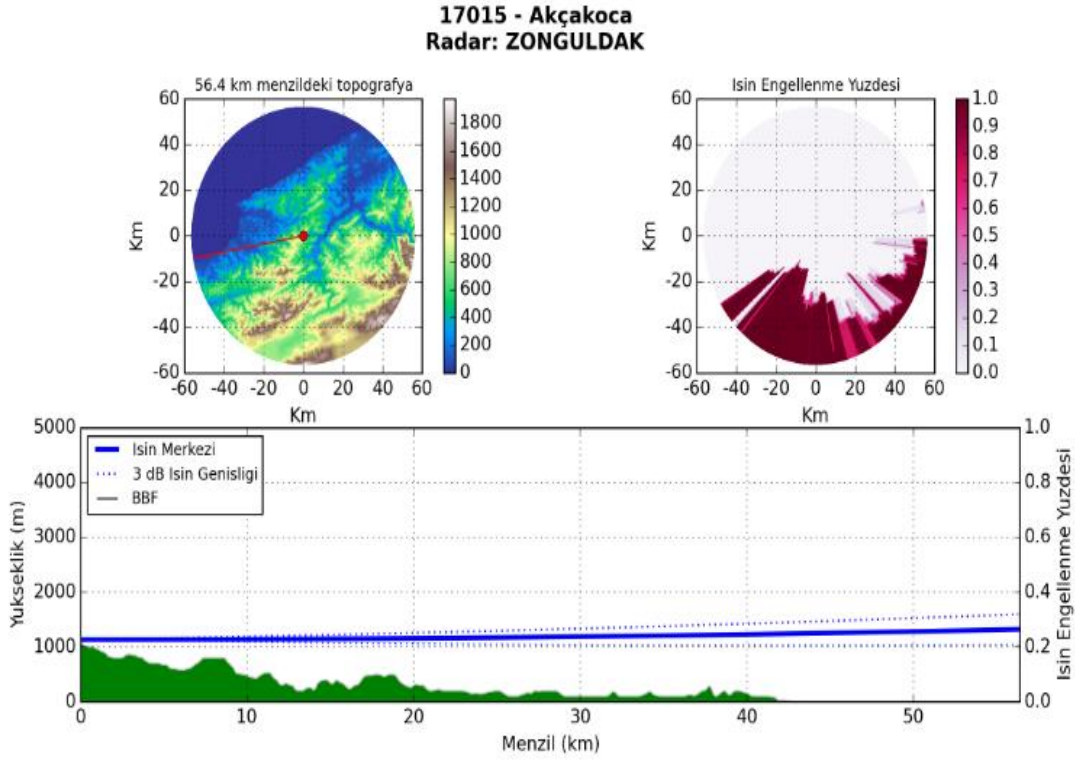 17015 - Akçakoca
Radar: ZONGULDAK
56.4 km menzildeki topografya
60
40
20
0
-20
-40
-60
Km
-60 -40 -20 0 20 40 60
Km
1800
1600
1400
1200
1000
800
600
400
200
0
Isin Engellenme Yuzdesi
60
40
20
0
-20
-40
-60
Km
-60 -40 -20 0 20 40 60
Km
1.0
0.9
0.8
0.7
0.6
0.5
0.4
0.3
0.2
0.1
0.0
5000
4000
3000
2000
1000
0
Yukseklik (m)
Isin Merkezi
3 dB Isin Genisligi
BBF
1.0
0.8
0.6
0.4
0.2
0.0
Isin Engellenme Yuzdesi
0 10 20 30 40 50
Menzil (km)